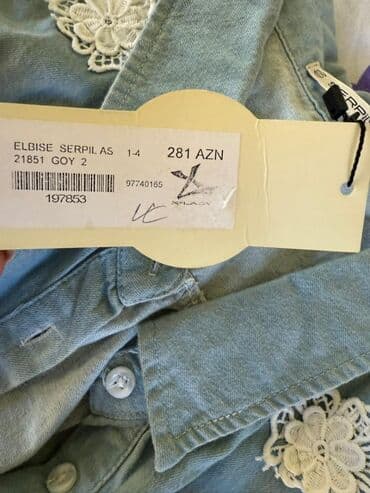 ELBISE SERPIL AS 1-4 281 AZN
21851 GOY 2
97740165
197853